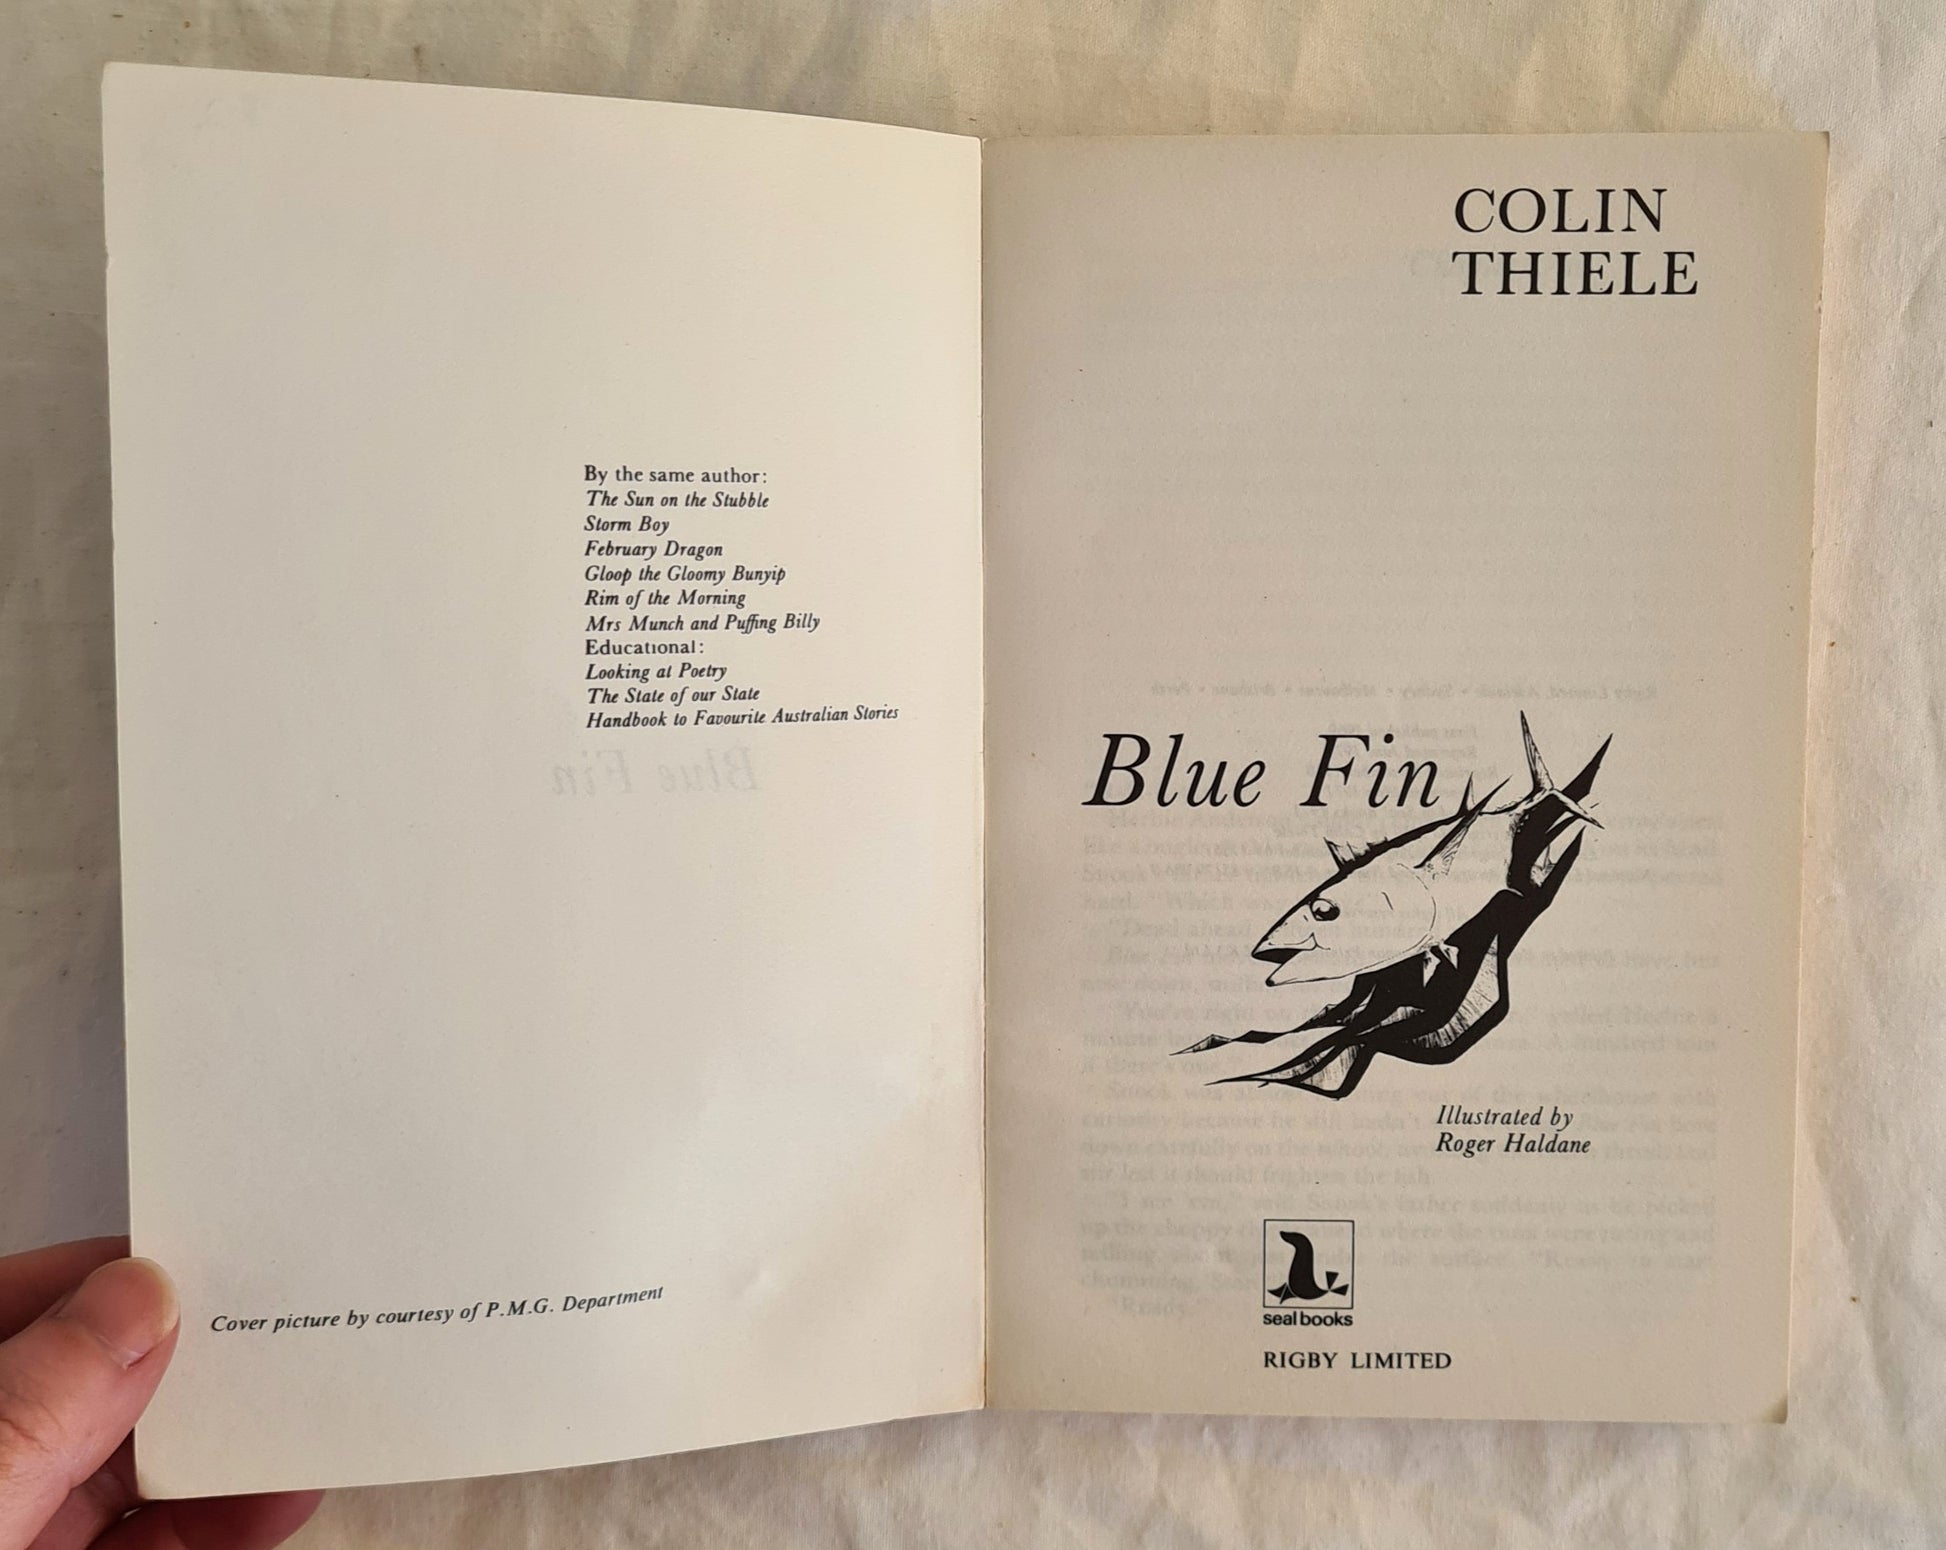 By the same author:
The Sun on the Stubble
Storm Boy
February Dragon
Gloop the Gloomy Bunyip
Rim of the Morning
Mrs Munch and Puffing Billy
Educational:
Looking at Poetry
The State of our State
Handbook to Favourite Australian Stories
Cover picture by courtesy of P.M.G. Department
COLIN
THIELE
Blue Fin
Illustrated by
Roger Haldane
seal books
RIGBY LIMITED